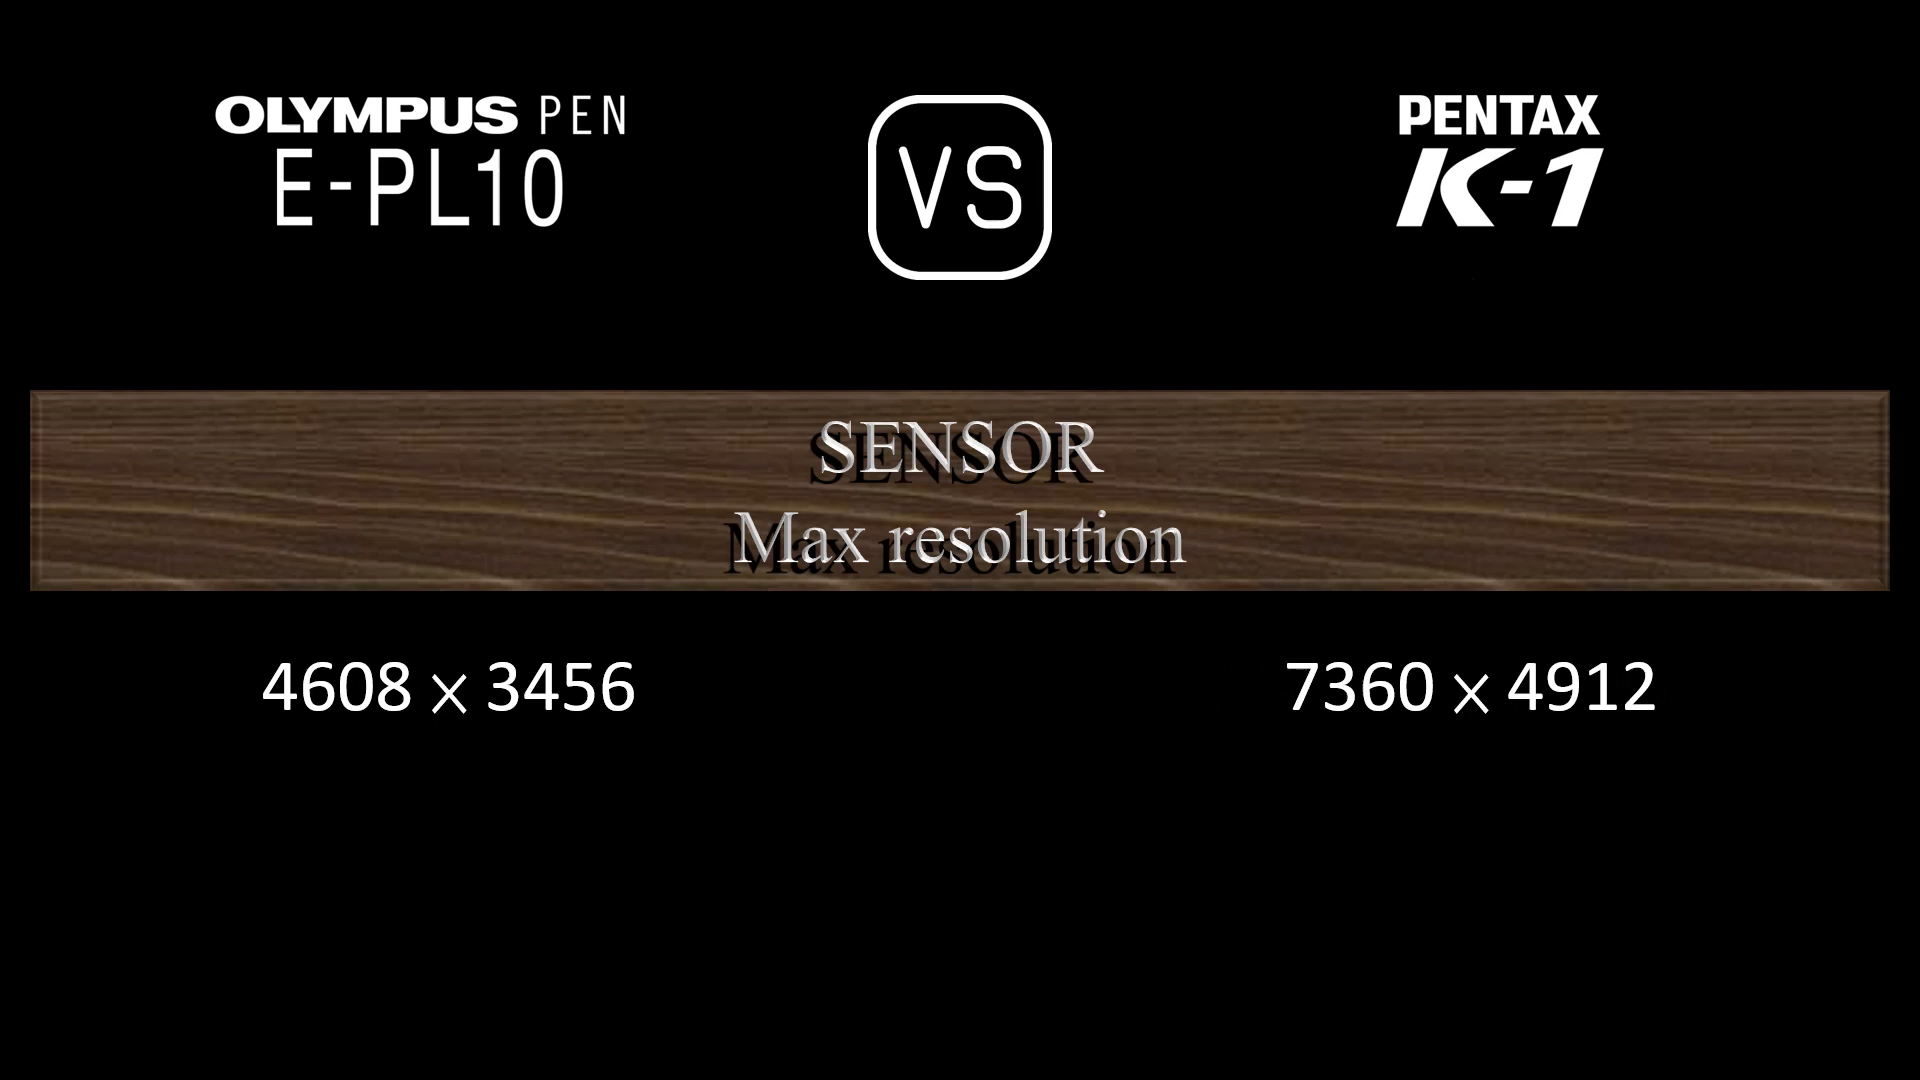 OLYMPUS PEN
E-PL10
VS
PENTAX
K-1
SENSOR
Max resolution
4608 x 3456
7360 x 4912